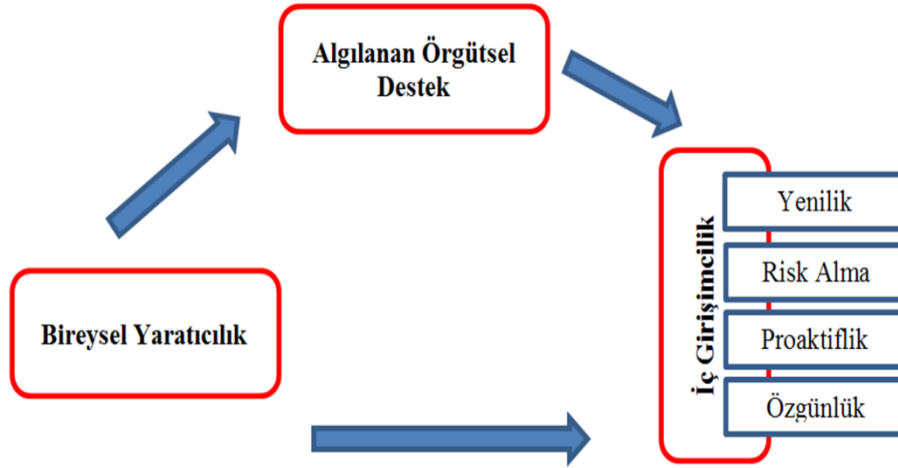 Algılanan Örgütsel
Destek
Bireysel Yaratıcılık
İç Girişimcilik
Yenilik
Risk Alma
Proaktiflik
Özgünlük